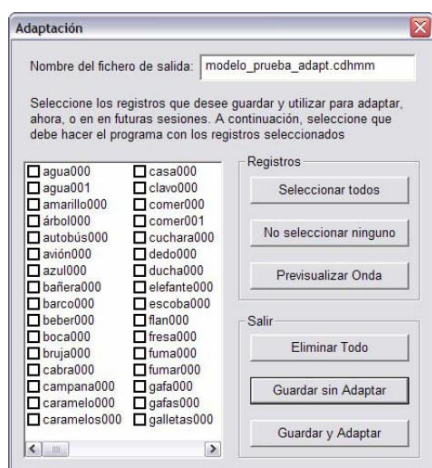 Adaptación
Nombre del fichero de salida: modelo_prueba_adapt.cdhmm
Seleccione los registros que desee guardar y utilizar para adaptar,
ahora, o en en futuras sesiones. A continuación, seleccione que
debe hacer el programa con los registros seleccionados
agua000
agua001
amarillo000
árbol000
autobús000
avión000
azul000
bañera000
barco000
beber000
boca000
bruja000
cabra000
campana000
caramelo000
caramelos000
casa000
clavo000
comer000
comer001
cuchara000
dedo000
ducha000
elefante000
escoba000
flan000
fresa000
fuma000
fumar000
gafa000
gafas000
galletas000
Registros
Seleccionar todos
No seleccionar ninguno
Previsualizar Onda
Salir
Eliminar Todo
Guardar sin Adaptar
Guardar y Adaptar